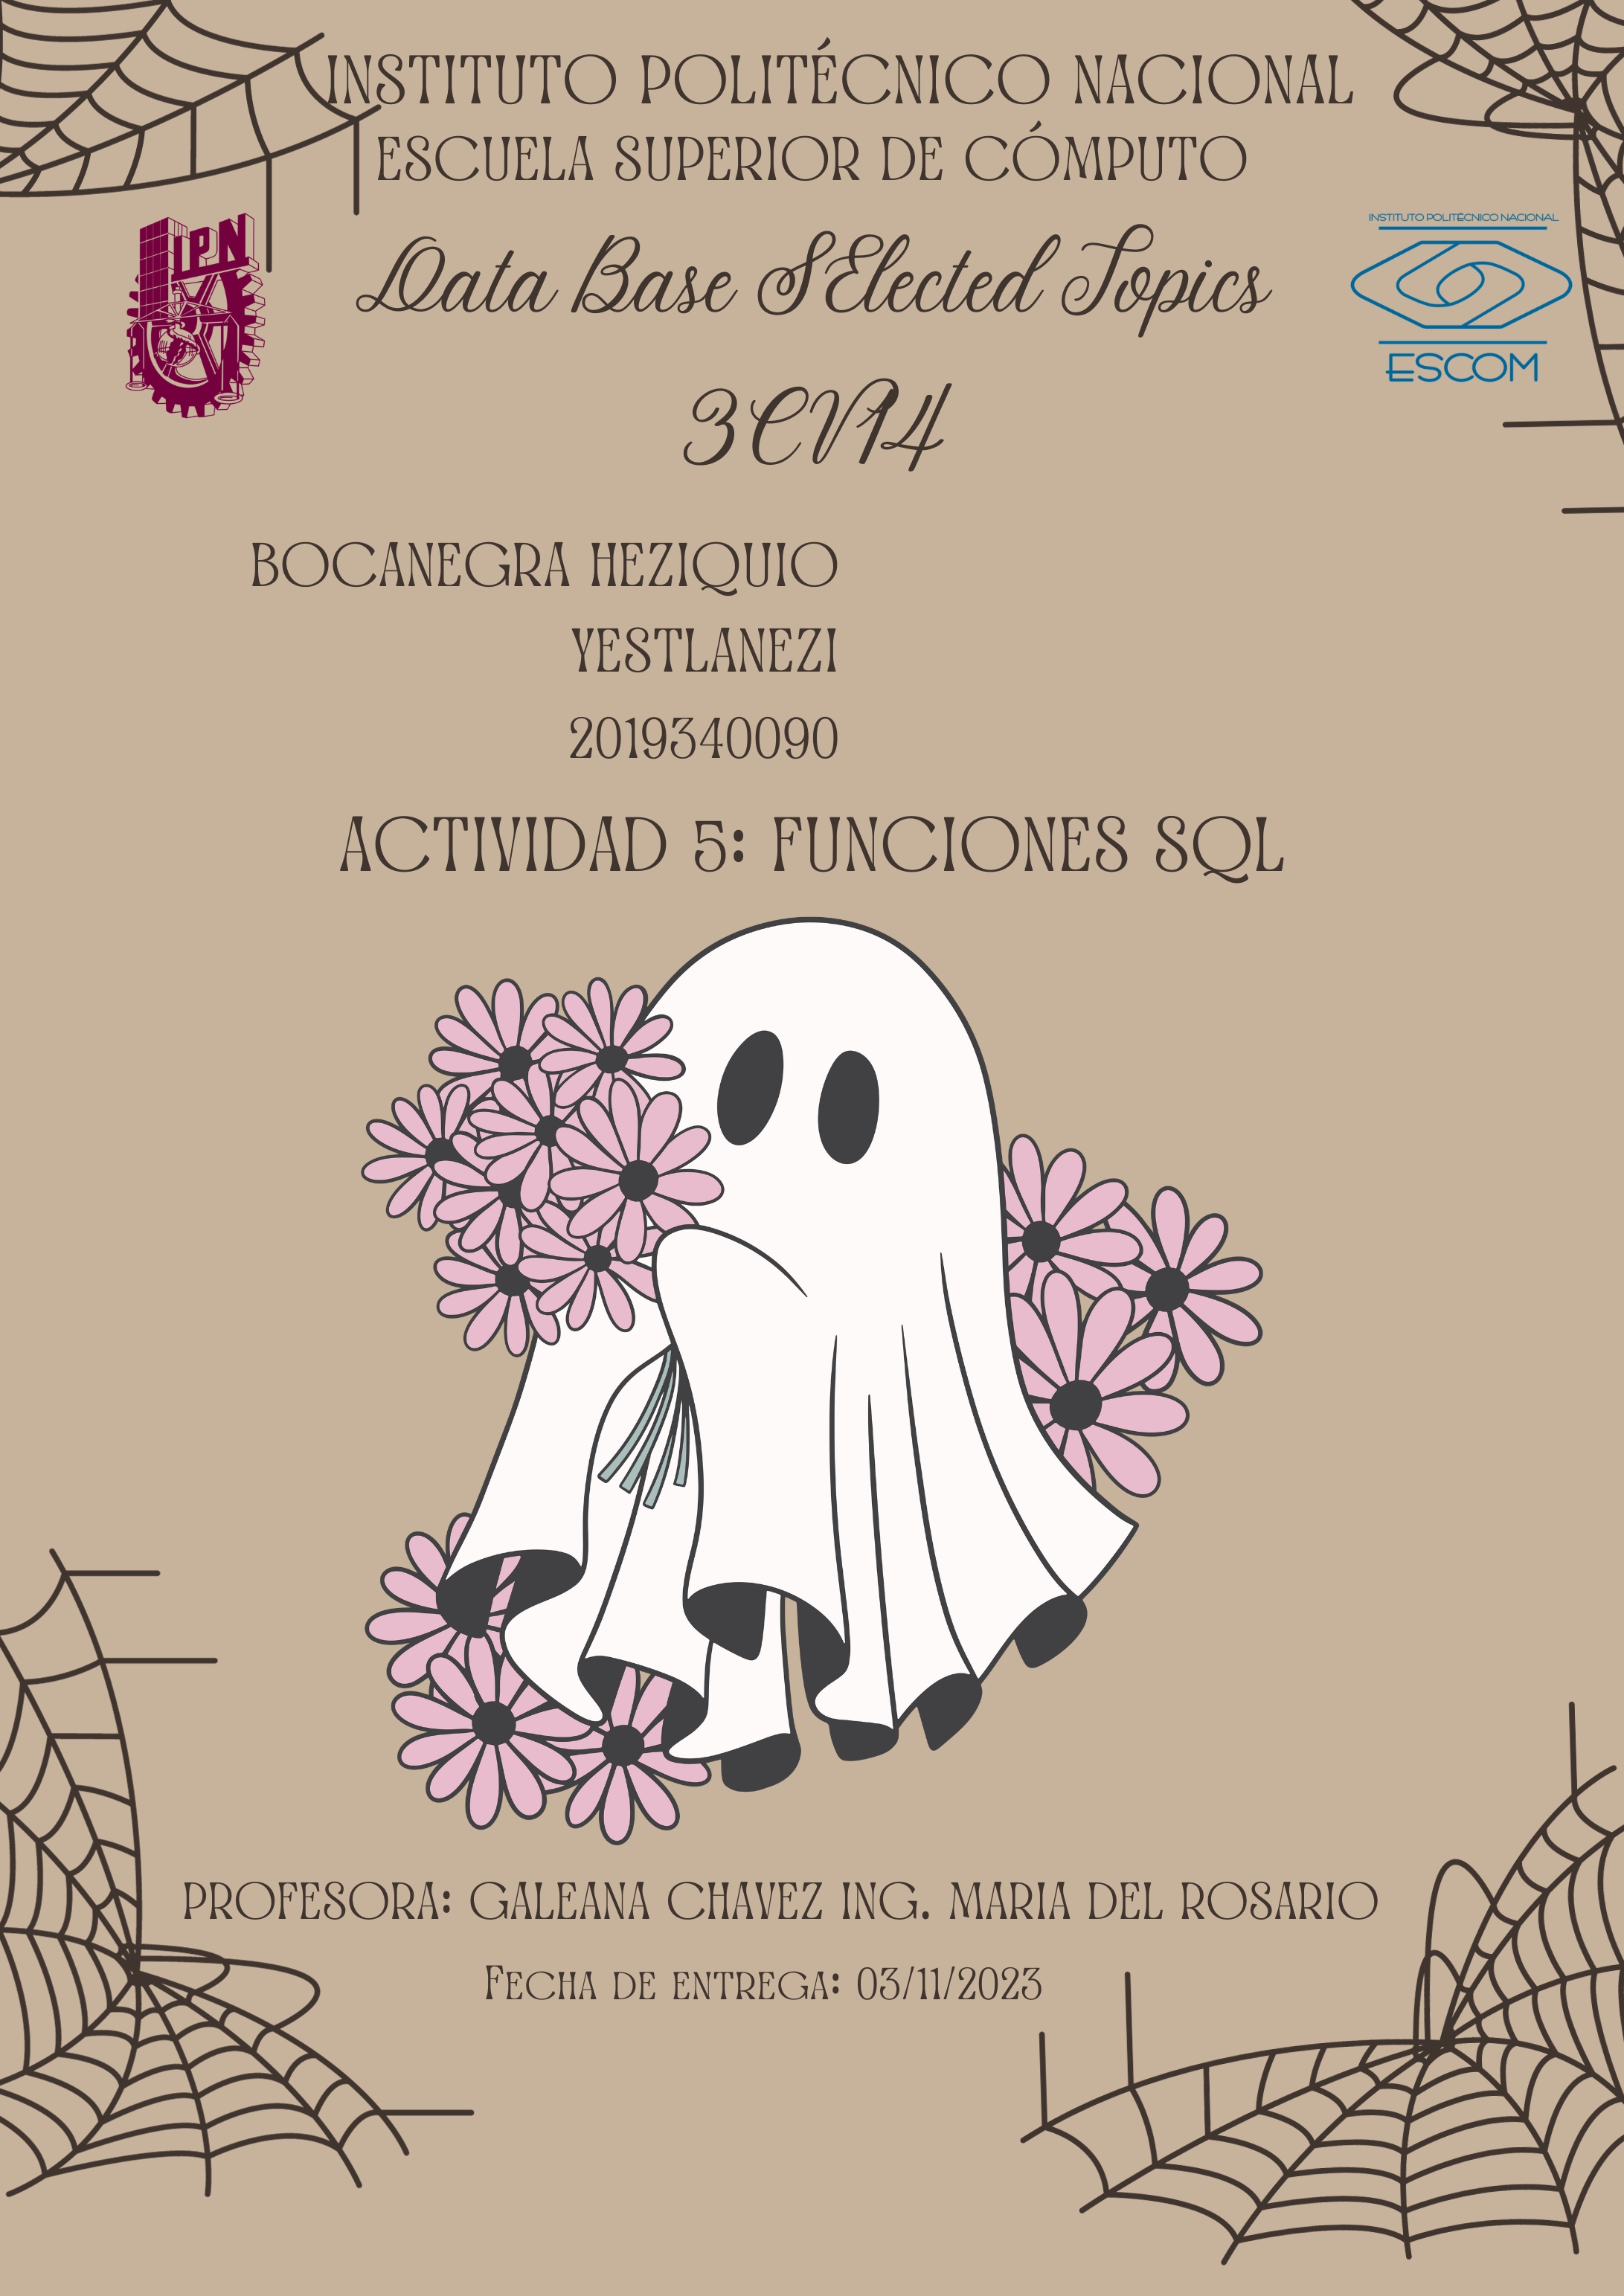 INSTITUTO POLITÉCNICO NACIONAL
ESCUELA SUPERIOR DE CÓMPUTO
IPN
INSTITUTO POLITÉCNICO NACIONAL
ESCOM
Data Base SElected Topics
3CV14
BOCANEGRA HEZIQUIO
YESTLANEZI
2019340090
ACTIVIDAD 5: FUNCIONES SQL
PROFESORA: GALEANA CHAVEZ ING. MARIA DEL ROSARIO
FECHA DE ENTREGA: 03/11/2023